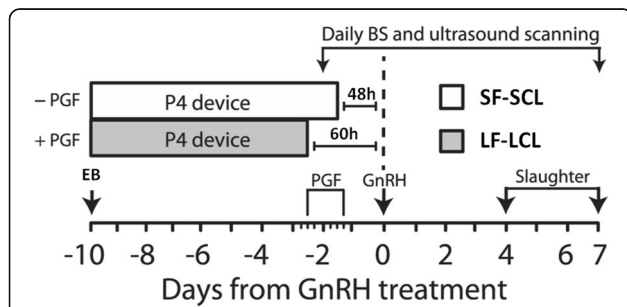 Daily BS and ultrasound scanning
– PGF P4 device 48h SF-SCL
+ PGF P4 device 60h LF-LCL
EB PGF GnRH Slaughter
-10 -8 -6 -4 -2 0 2 4 6 7
Days from GnRH treatment